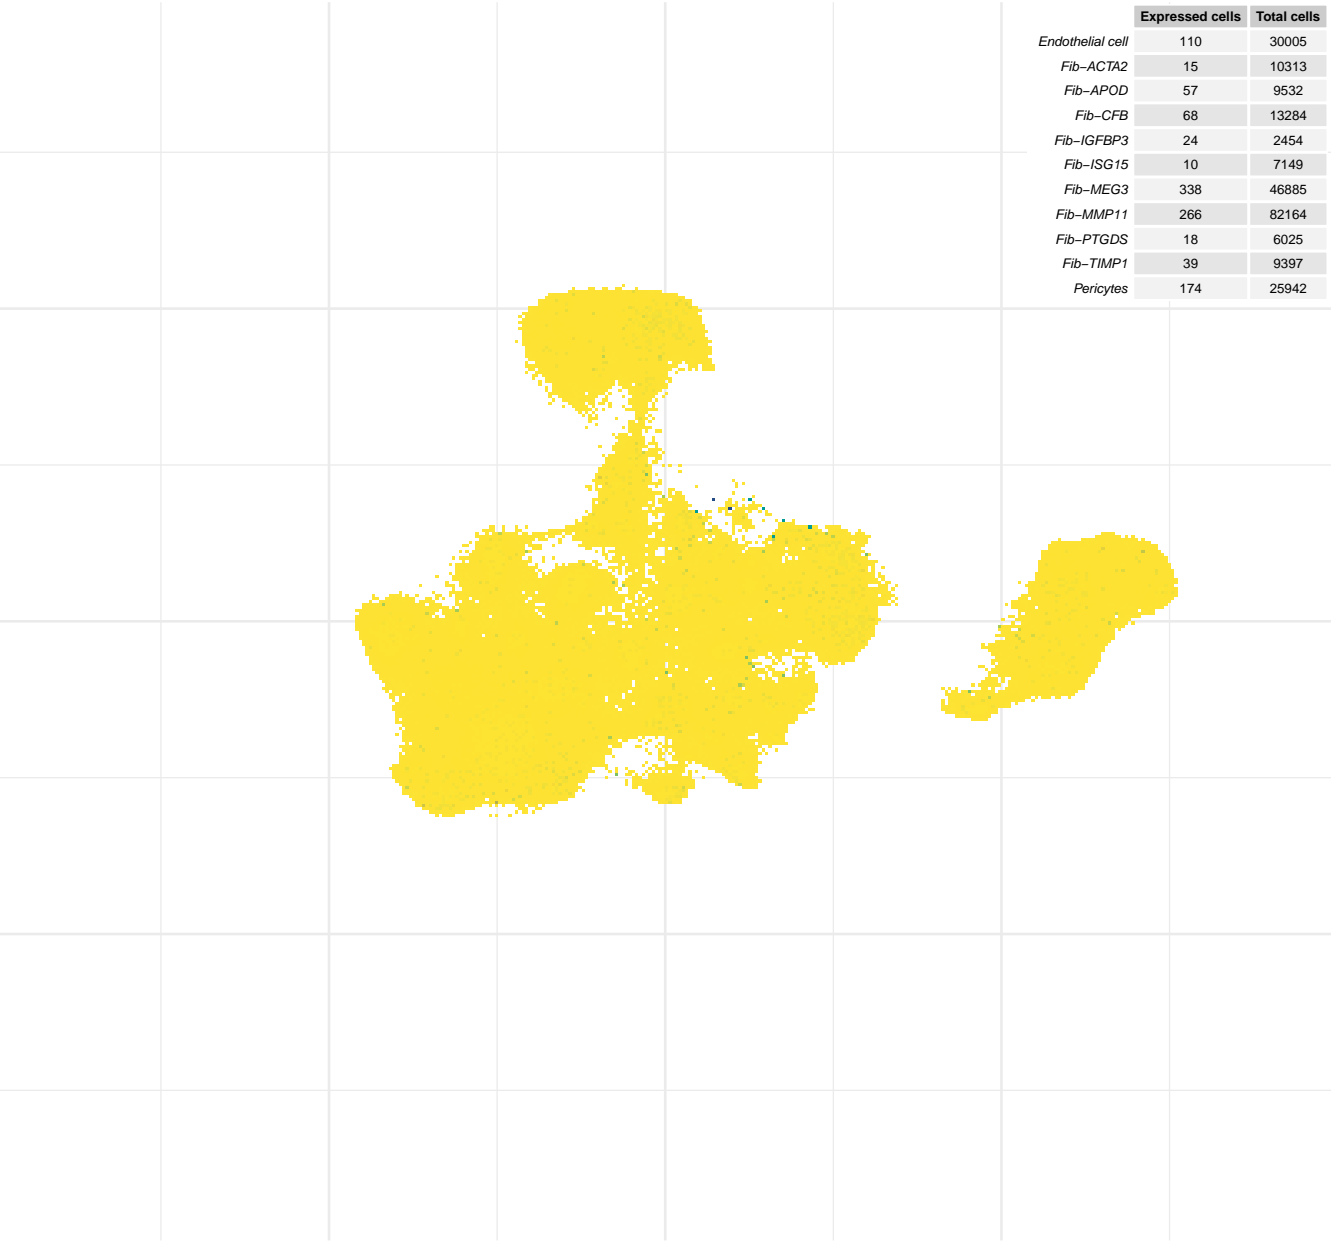 Expressed cells Total cells
Endothelial cell 110 30005
Fib−ACTA2 15 10313
Fib−APOD 57 9532
Fib−CFB 68 13284
Fib−IGFBP3 24 2454
Fib−ISG15 10 7149
Fib−MEG3 338 46885
Fib−MMP11 266 82164
Fib−PTGDS 18 6025
Fib−TIMP1 39 9397
Pericytes 174 25942